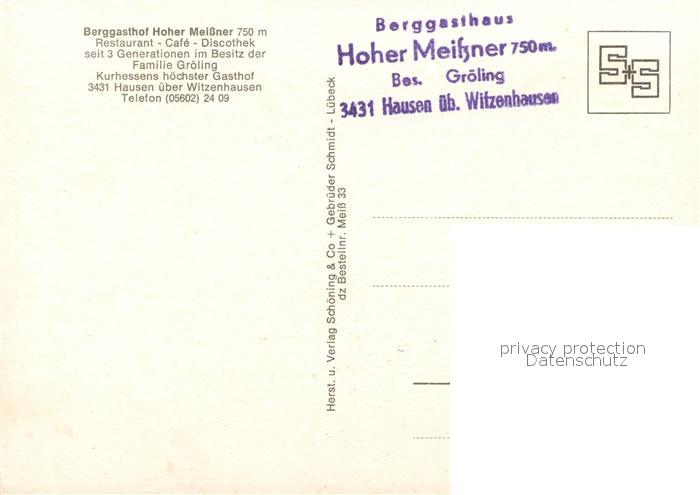 Berggasthof Hoher Meißner 750 m
Restaurant - Café - Discothek
seit 3 Generationen im Besitz der
Familie Gröling
Kurhessens höchster Gasthof
3431 Hausen über Witzenhausen
Telefon (05602) 24 09
Berggasthaus
Hoher Meißner 750m.
Bes. Gröling
3431 Hausen üb. Witzenhausen
S+S
Herst. u. Verlag Schöning & Co + Gebrüder Schmidt - Lübeck
dz Bestellnr. Meiß 33
privacy protection
Datenschutz